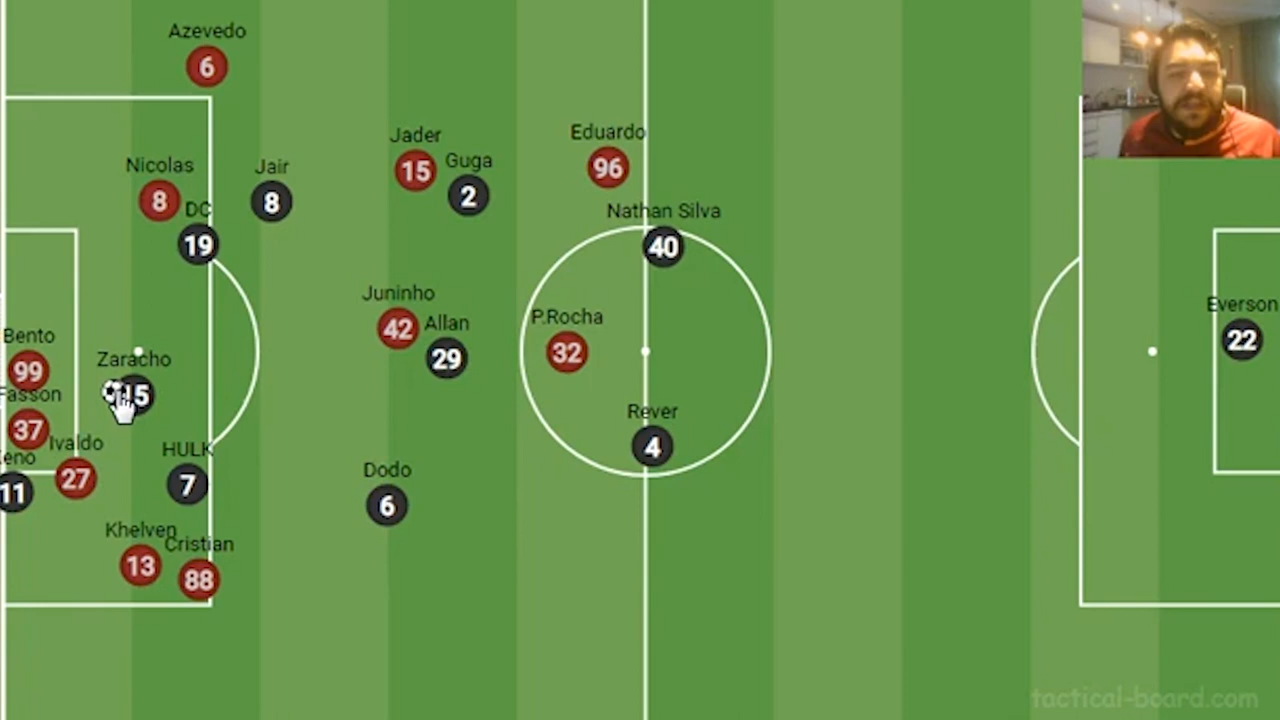 Azevedo
6
Jader
15
Guga
2
Eduardo
96
Nicolas
8
DC
19
Jair
8
Nathan Silva
40
Juninho
42
Allan
29
P.Rocha
32
Everson
22
Bento
99
Zaracho
15
Fasson
37
Ivaldo
27
eno
11
HULK
7
Rever
4
Dodo
6
Khelven
13
Cristian
88
tactical-board.com